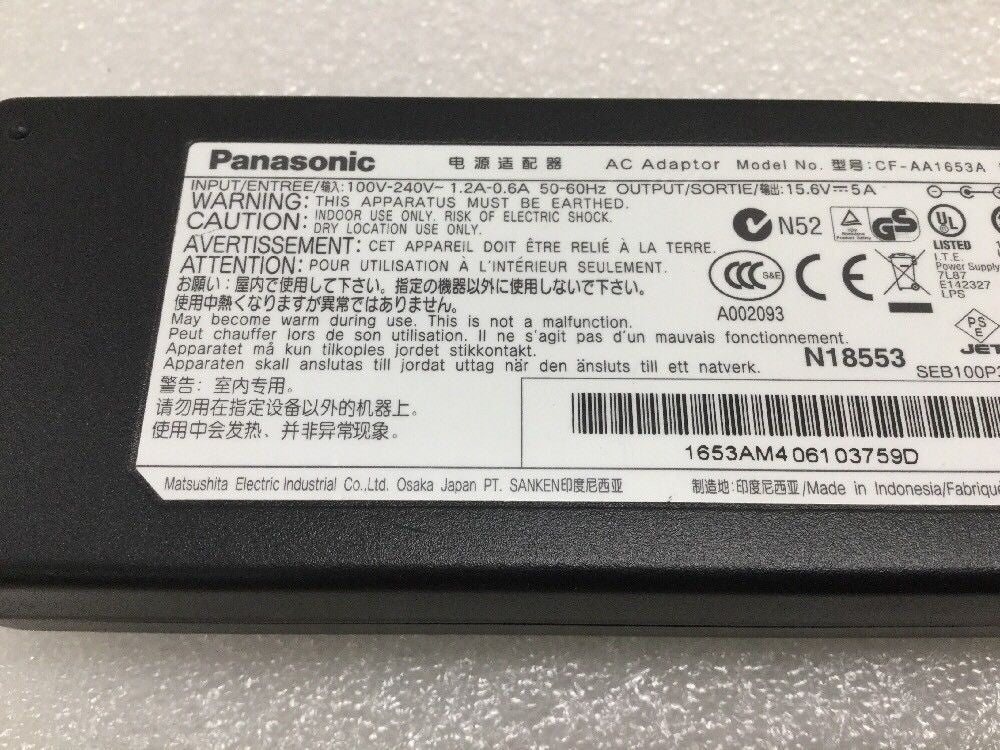 Panasonic 电源适配器 AC Adaptor Model No. 型号:CF-AA1653A
INPUT/ENTREE/输入:100V-240V~ 1.2A-0.6A 50-60Hz OUTPUT/SORTIE/输出:15.6V⎓5A
WARNING: THIS APPARATUS MUST BE EARTHED.
CAUTION: INDOOR USE ONLY. RISK OF ELECTRIC SHOCK.
DRY LOCATION USE ONLY.
AVERTISSEMENT: CET APPAREIL DOIT ÊTRE RELIÉ À LA TERRE.
ATTENTION: POUR UTILISATION À L'INTÉRIEUR SEULEMENT.
お願い:屋内で使用して下さい。指定の機器以外に使用しないで下さい。
使用中熱くなりますが異常ではありません。
May become warm during use. This is not a malfunction.
Peut chauffer lors de son utilisation. Il ne s'agit pas d'un mauvais fonctionnement.
Apparatet må kun tilkoples jordet stikkontakt.
Apparaten skall anslutas till jordat uttag när den änsluts till ett natverk.
N52
UL
LISTED
I.T.E.
Power Supply
7L87
E142327
LPS
CCC S&E
A002093
CE
PSE
JET
N18553
SEB100P
警告: 室内专用。
请勿用在指定设备以外的机器上。
使用中会发热、并非异常现象。
1653AM406103759D
Matsushita Electric Industrial Co.,Ltd. Osaka Japan PT. SANKEN印度尼西亚
制造地:印度尼西亚/Made in Indonesia/Fabriqué